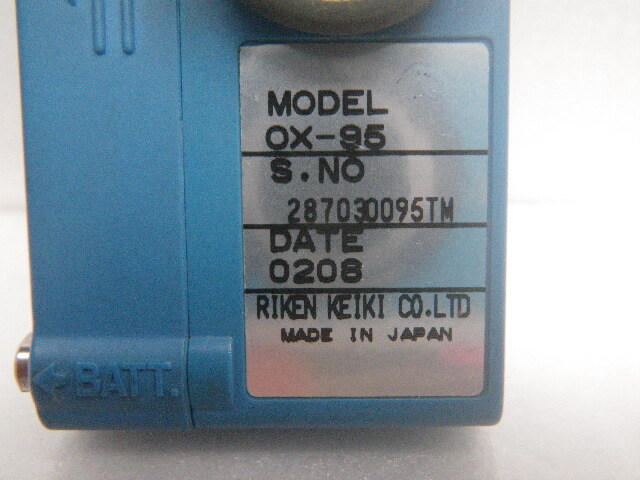 MODEL
OX-95
S.NO
287030095TM
DATE
0208
RIKEN KEIKI CO.LTD
MADE IN JAPAN
BATT.